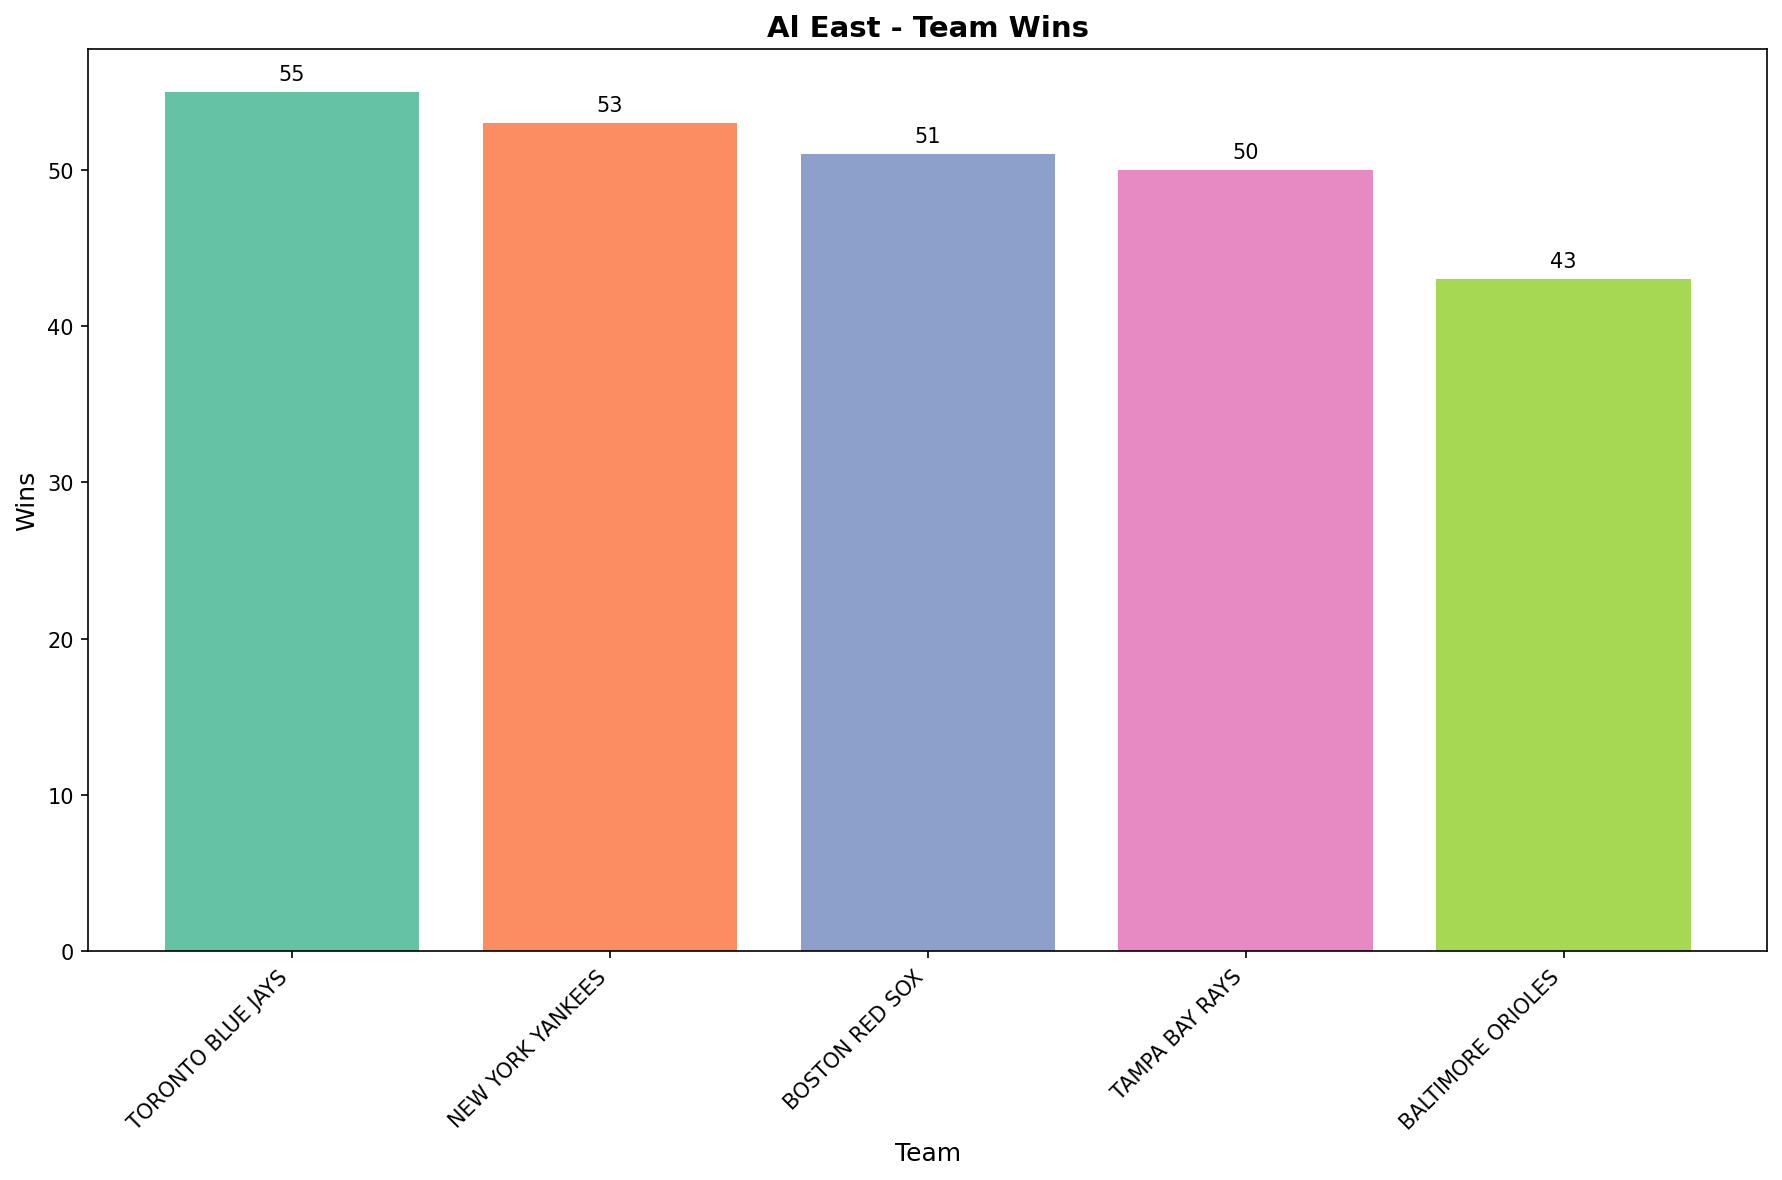 Al East - Team Wins
55
53
51
50
43
Wins
50
40
30
20
10
0
TORONTO BLUE JAYS
NEW YORK YANKEES
BOSTON RED SOX
TAMPA BAY RAYS
BALTIMORE ORIOLES
Team